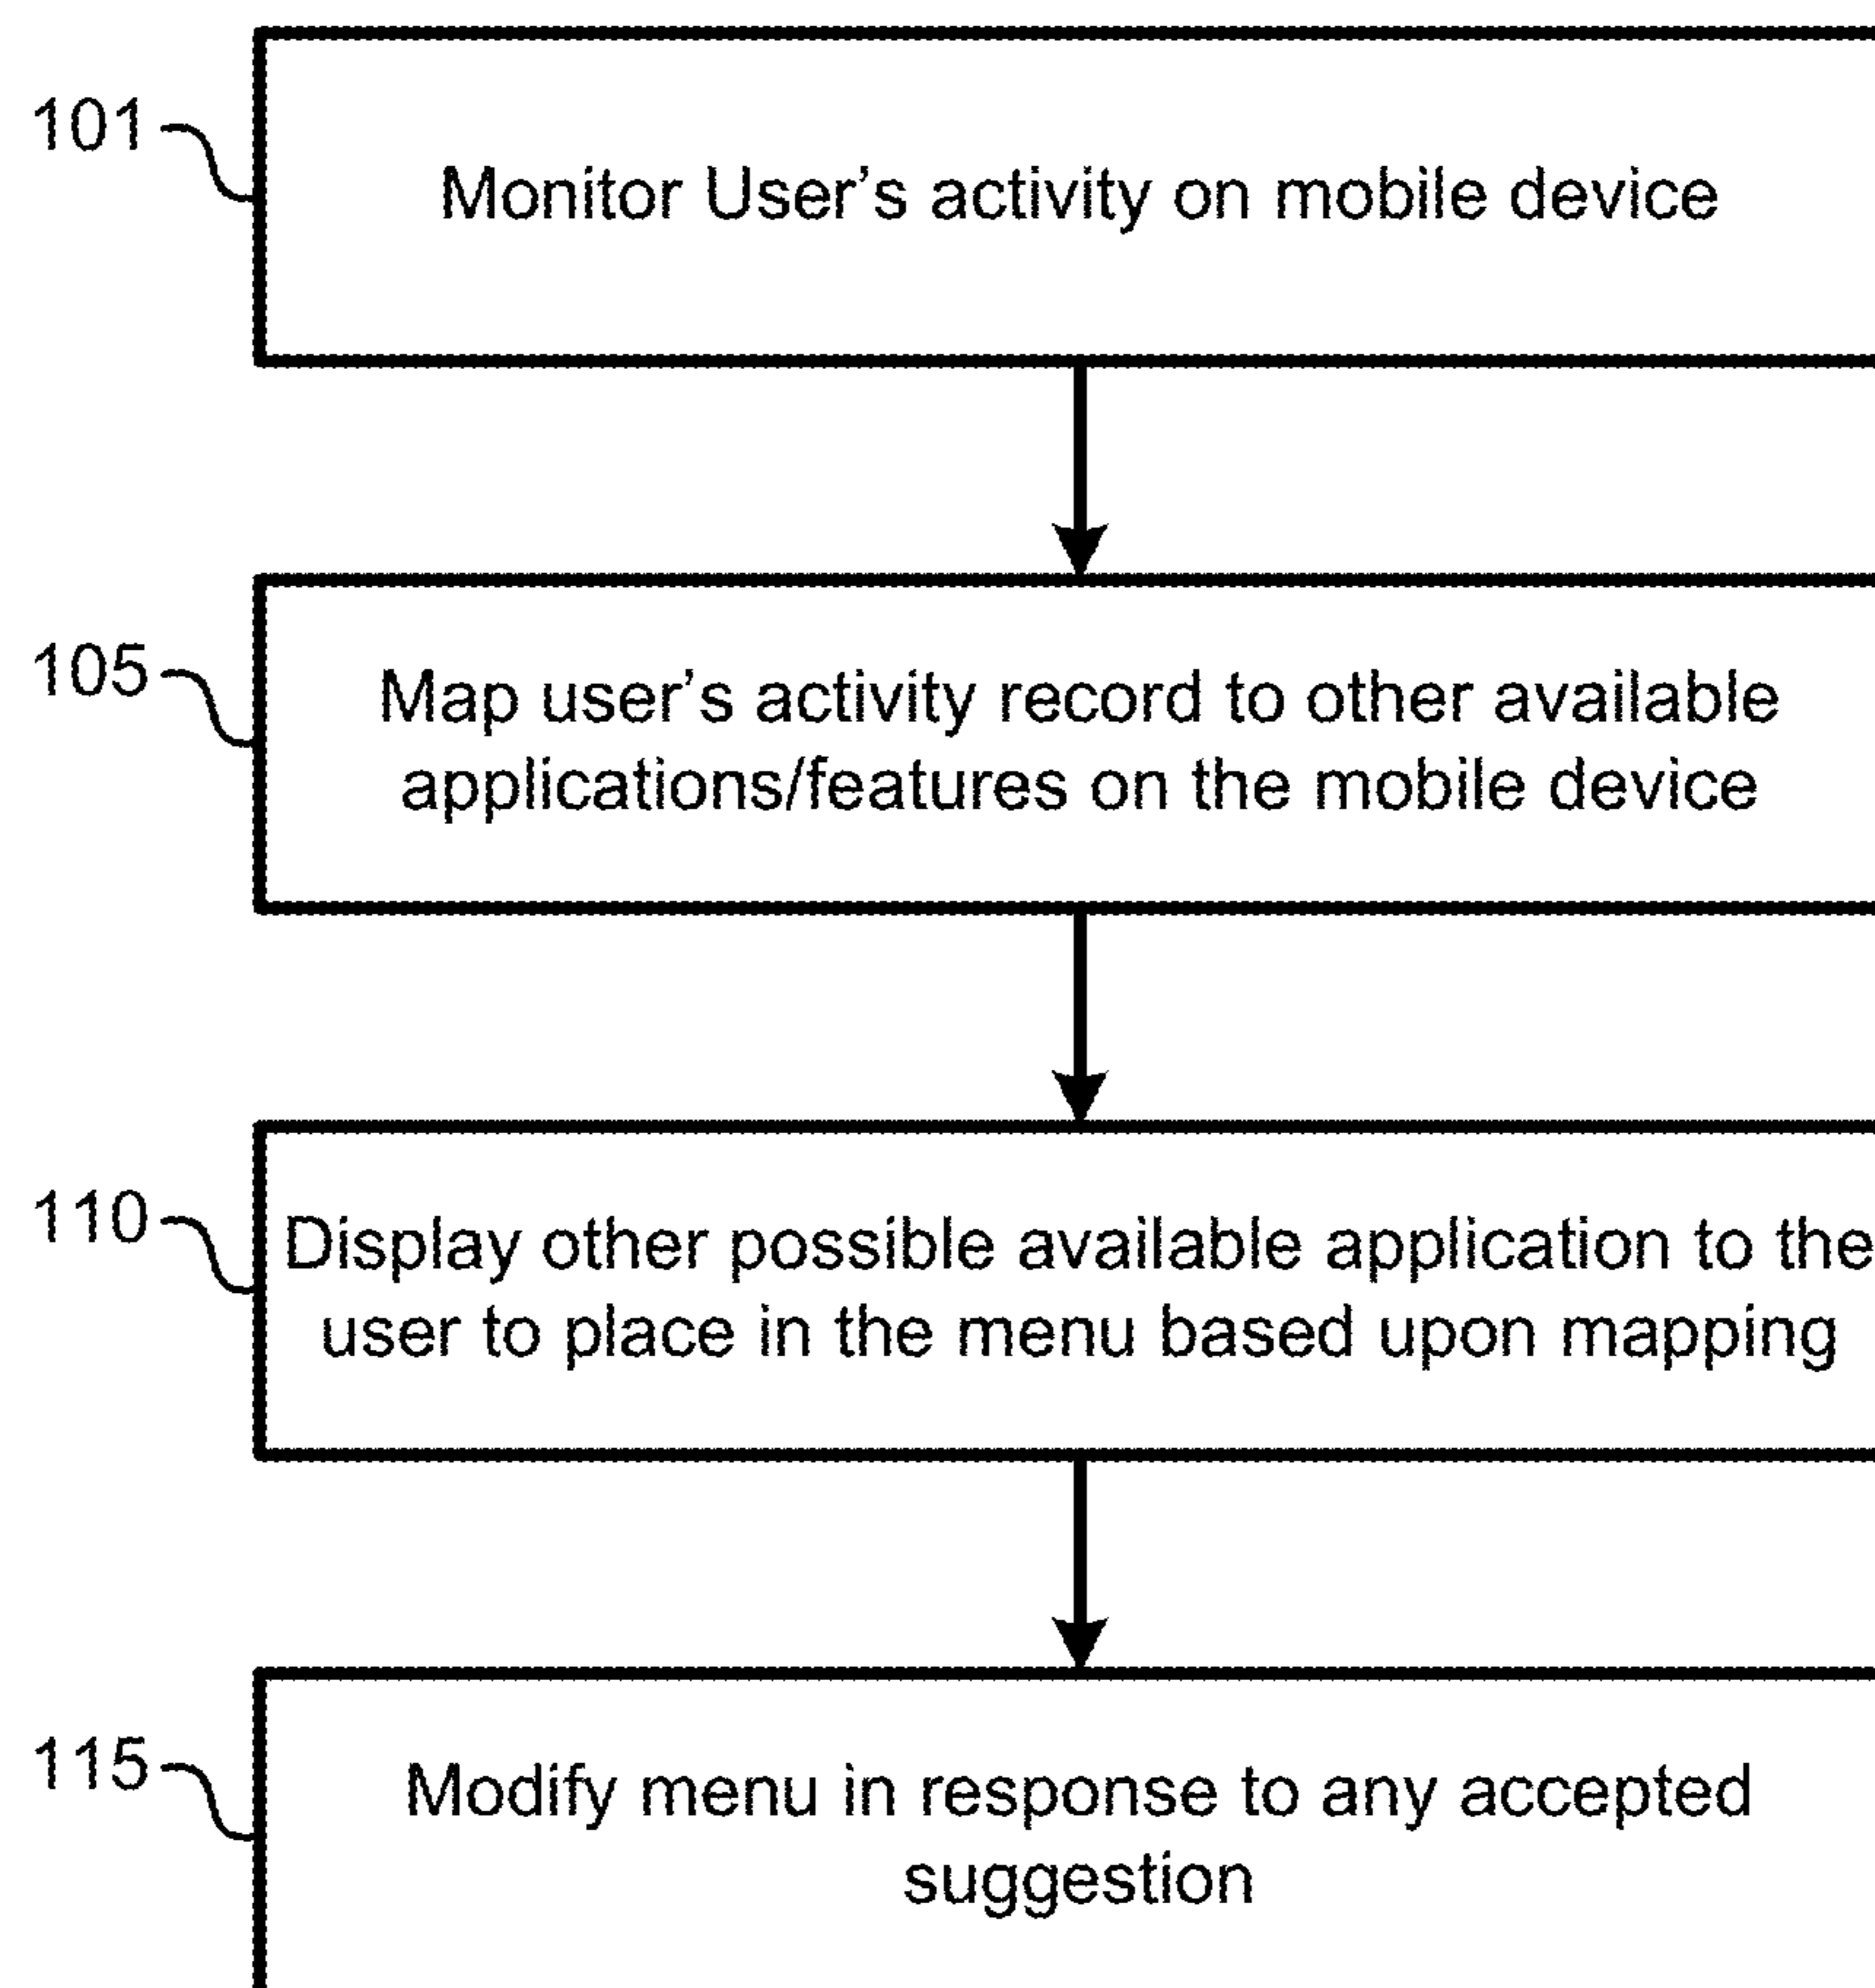 101
Monitor User's activity on mobile device
105
Map user's activity record to other available
applications/features on the mobile device
110
Display other possible available application to the
user to place in the menu based upon mapping
115
Modify menu in response to any accepted
suggestion